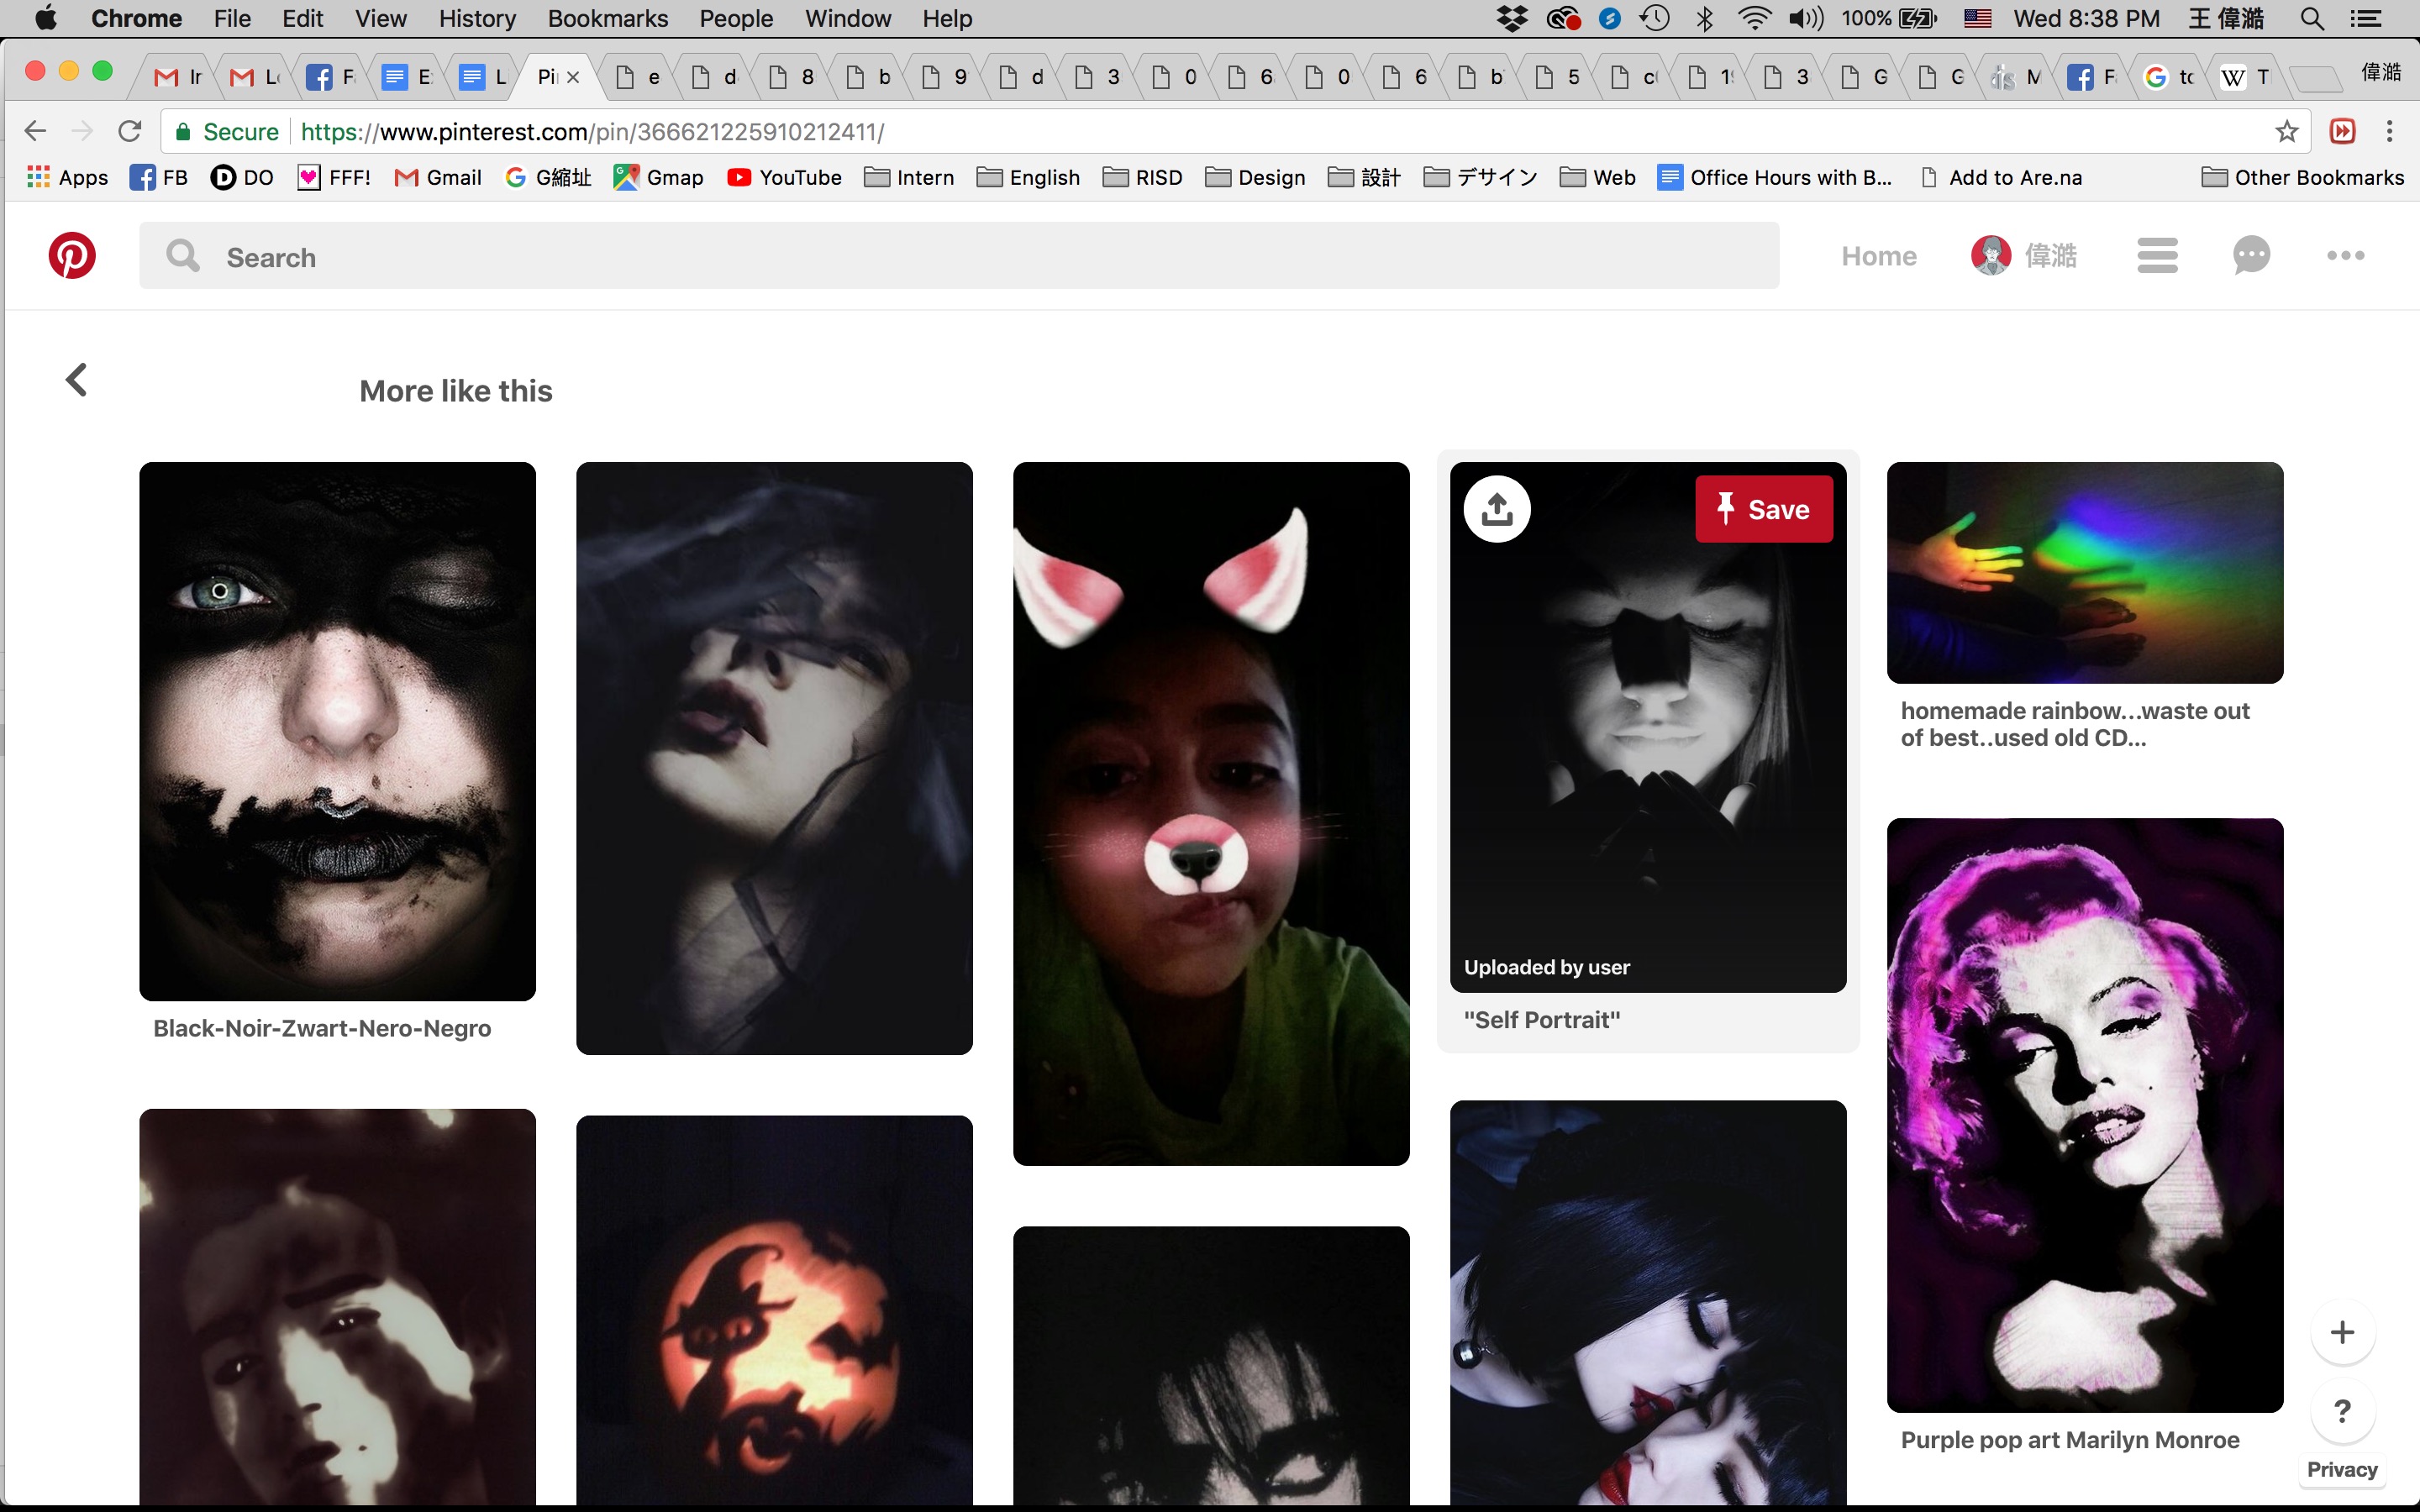 Chrome File Edit View History Bookmarks People Window Help 100% Wed 8:38 PM 王 偉澔
Ir L F E L Pi e d 8 b 9 d 3 0 6 0 6 b 5 c 1 3 G G M F tc T 偉澔
Secure https://www.pinterest.com/pin/366621225910212411/
Apps FB DO FFF! Gmail G縮址 Gmap YouTube Intern English RISD Design 設計 デサイン Web Office Hours with B... Add to Are.na Other Bookmarks
Search Home 偉澔
More like this
Save
Uploaded by user
"Self Portrait"
homemade rainbow...waste out
of best..used old CD...
Black-Noir-Zwart-Nero-Negro
Purple pop art Marilyn Monroe
+
?
Privacy